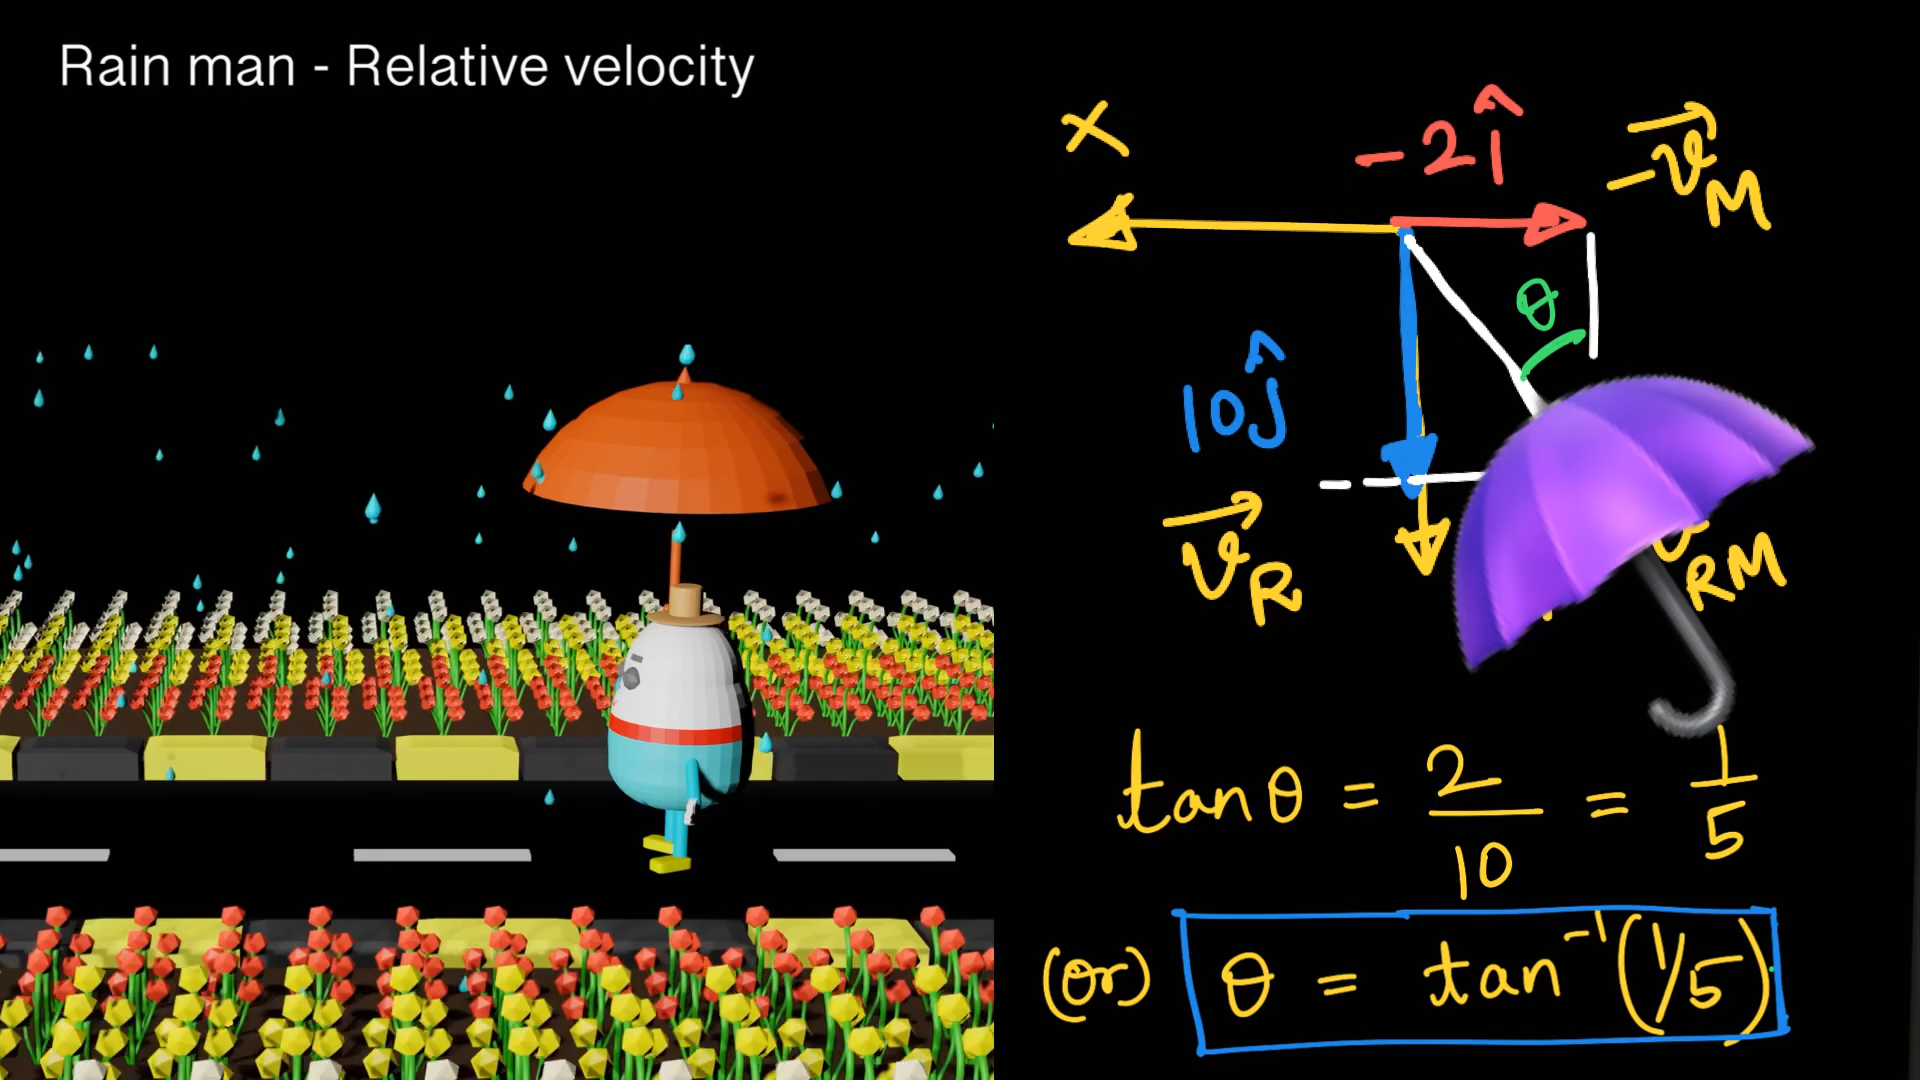 Rain man - Relative velocity
X
-2î
-v⃗M
θ
10ĵ
v⃗R
RM
tanθ = 2/10 = 1/5
(or) θ = tan⁻¹(1/5)